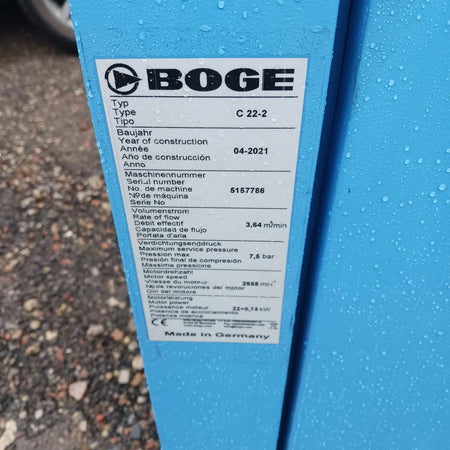 BOGE
Typ
Type
Tipo
C 22-2
Baujahr
Year of construction
Année
Año de construcción
Anno
04-2021
Maschinennummer
Serial number
No. de machine
Nº de máquina
Serie No
5157786
Volumenstrom
Rate of flow
Débit effectif
Capacidad de flujo
Portata d'aria
3,64 m³/min
Verdichtungsenddruck
Maximum service pressure
Pression max
Presión final de compresión
Massima pressione
7,5 bar
Motordrehzahl
Motor speed
Vitesse du moteur
Nº de revoluciones del motor
Giri del motore
2955 min⁻¹
Motorleistung
Motor power
Puissance moteur
Potencia de accionamiento
Potenza motrice
22+0,75 kW
CE
Made in Germany